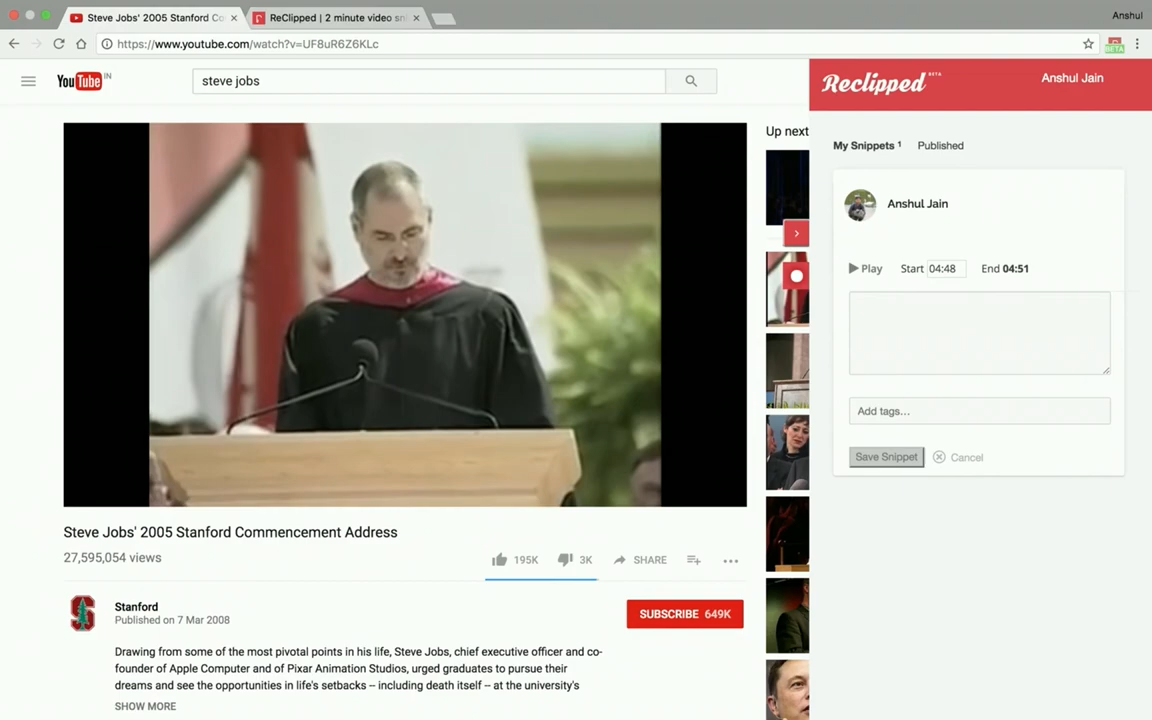 Steve Jobs' 2005 Stanford Co
ReClipped | 2 minute video sni
Anshul
https://www.youtube.com/watch?v=UF8uR6Z6KLc
BETA
YouTube IN
steve jobs
Reclipped BETA
Anshul Jain
Up next
My Snippets 1
Published
Anshul Jain
Play
Start 04:48
End 04:51
Add tags...
Save Snippet
Cancel
Steve Jobs' 2005 Stanford Commencement Address
27,595,054 views
195K
3K
SHARE
Stanford
Published on 7 Mar 2008
SUBSCRIBE 649K
Drawing from some of the most pivotal points in his life, Steve Jobs, chief executive officer and co-
founder of Apple Computer and of Pixar Animation Studios, urged graduates to pursue their
dreams and see the opportunities in life's setbacks -- including death itself -- at the university's
SHOW MORE